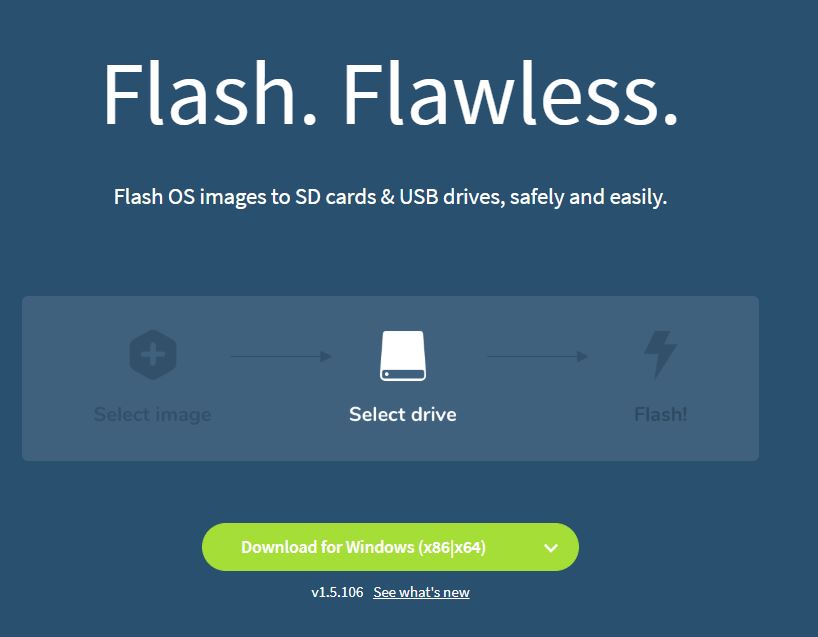 Flash. Flawless.
Flash OS images to SD cards & USB drives, safely and easily.
Select image
Select drive
Flash!
Download for Windows (x86|x64)
v1.5.106 See what's new